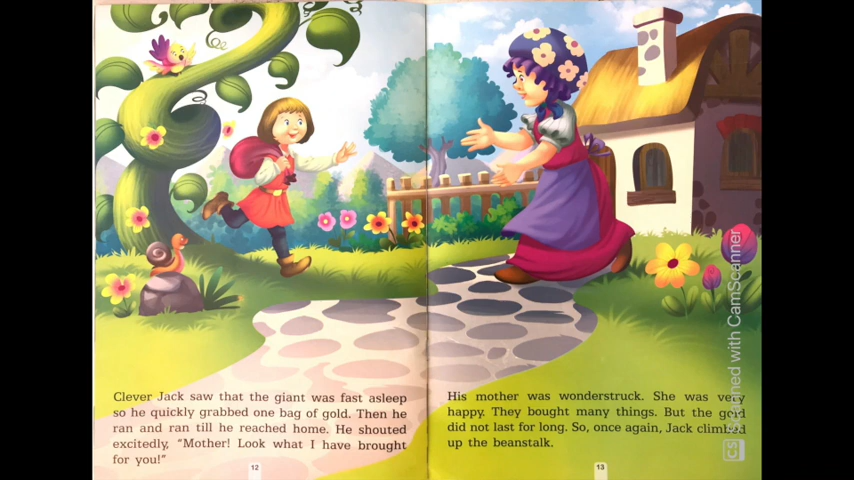 Clever Jack saw that the giant was fast asleep
so he quickly grabbed one bag of gold. Then he
ran and ran till he reached home. He shouted
excitedly, “Mother! Look what I have brought
for you!”
12
His mother was wonderstruck. She was very
happy. They bought many things. But the gold
did not last for long. So, once again, Jack climbed
up the beanstalk.
13
CS Scanned with CamScanner